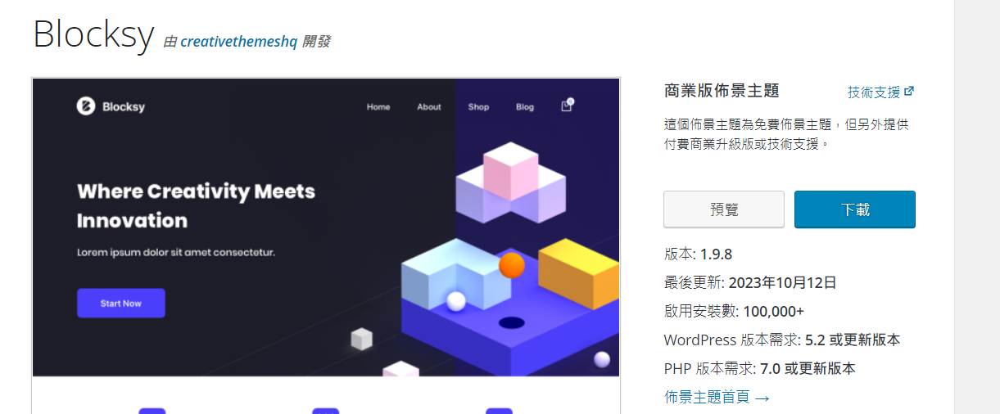 Blocksy 由 creativethemeshq 開發
Blocksy
Home About Shop Blog
Where Creativity Meets
Innovation
Lorem ipsum dolor sit amet consectetur.
Start Now
商業版佈景主題 技術支援
這個佈景主題為免費佈景主題，但另外提供
付費商業升級版或技術支援。
預覽 下載
版本: 1.9.8
最後更新: 2023年10月12日
啟用安裝數: 100,000+
WordPress 版本需求: 5.2 或更新版本
PHP 版本需求: 7.0 或更新版本
佈景主題首頁 →